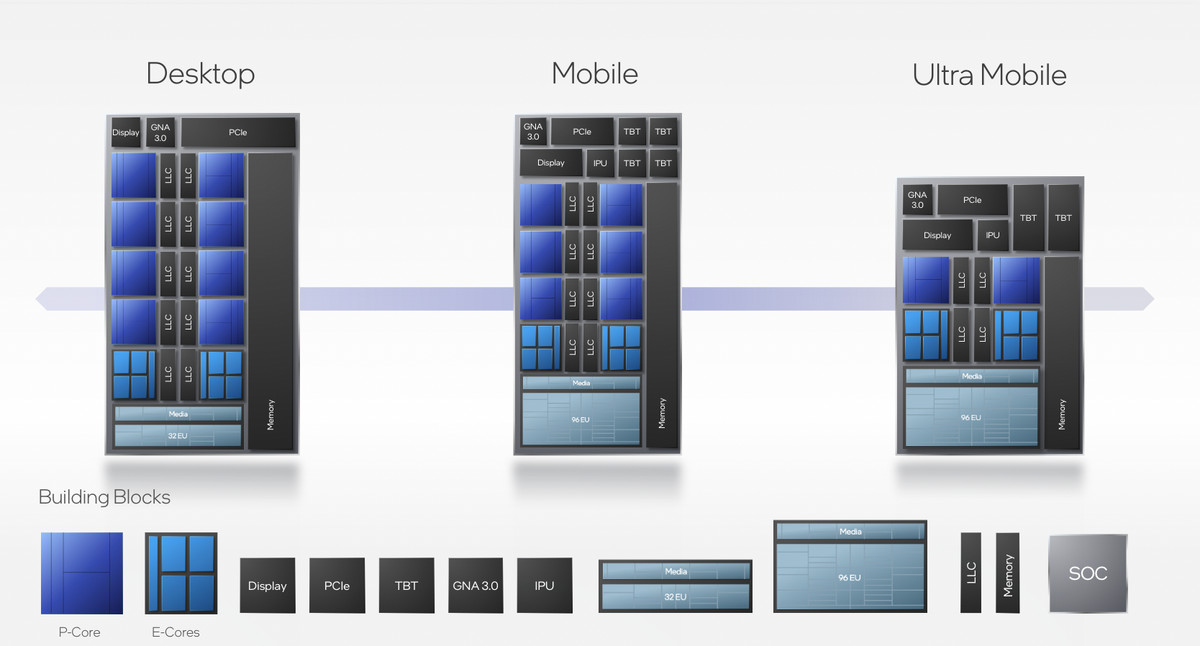 Desktop
Mobile
Ultra Mobile
Display
GNA
3.0
PCIe
LLC
LLC
LLC
LLC
LLC
LLC
LLC
LLC
LLC
LLC
Media
32 EU
Memory
GNA
3.0
PCIe
TBT
TBT
Display
IPU
TBT
TBT
LLC
LLC
LLC
LLC
LLC
LLC
LLC
LLC
Media
96 EU
Memory
GNA
3.0
PCIe
TBT
TBT
Display
IPU
LLC
LLC
LLC
LLC
Media
96 EU
Memory
Building Blocks
P-Core
E-Cores
Display
PCIe
TBT
GNA 3.0
IPU
Media
32 EU
Media
96 EU
LLC
Memory
SOC